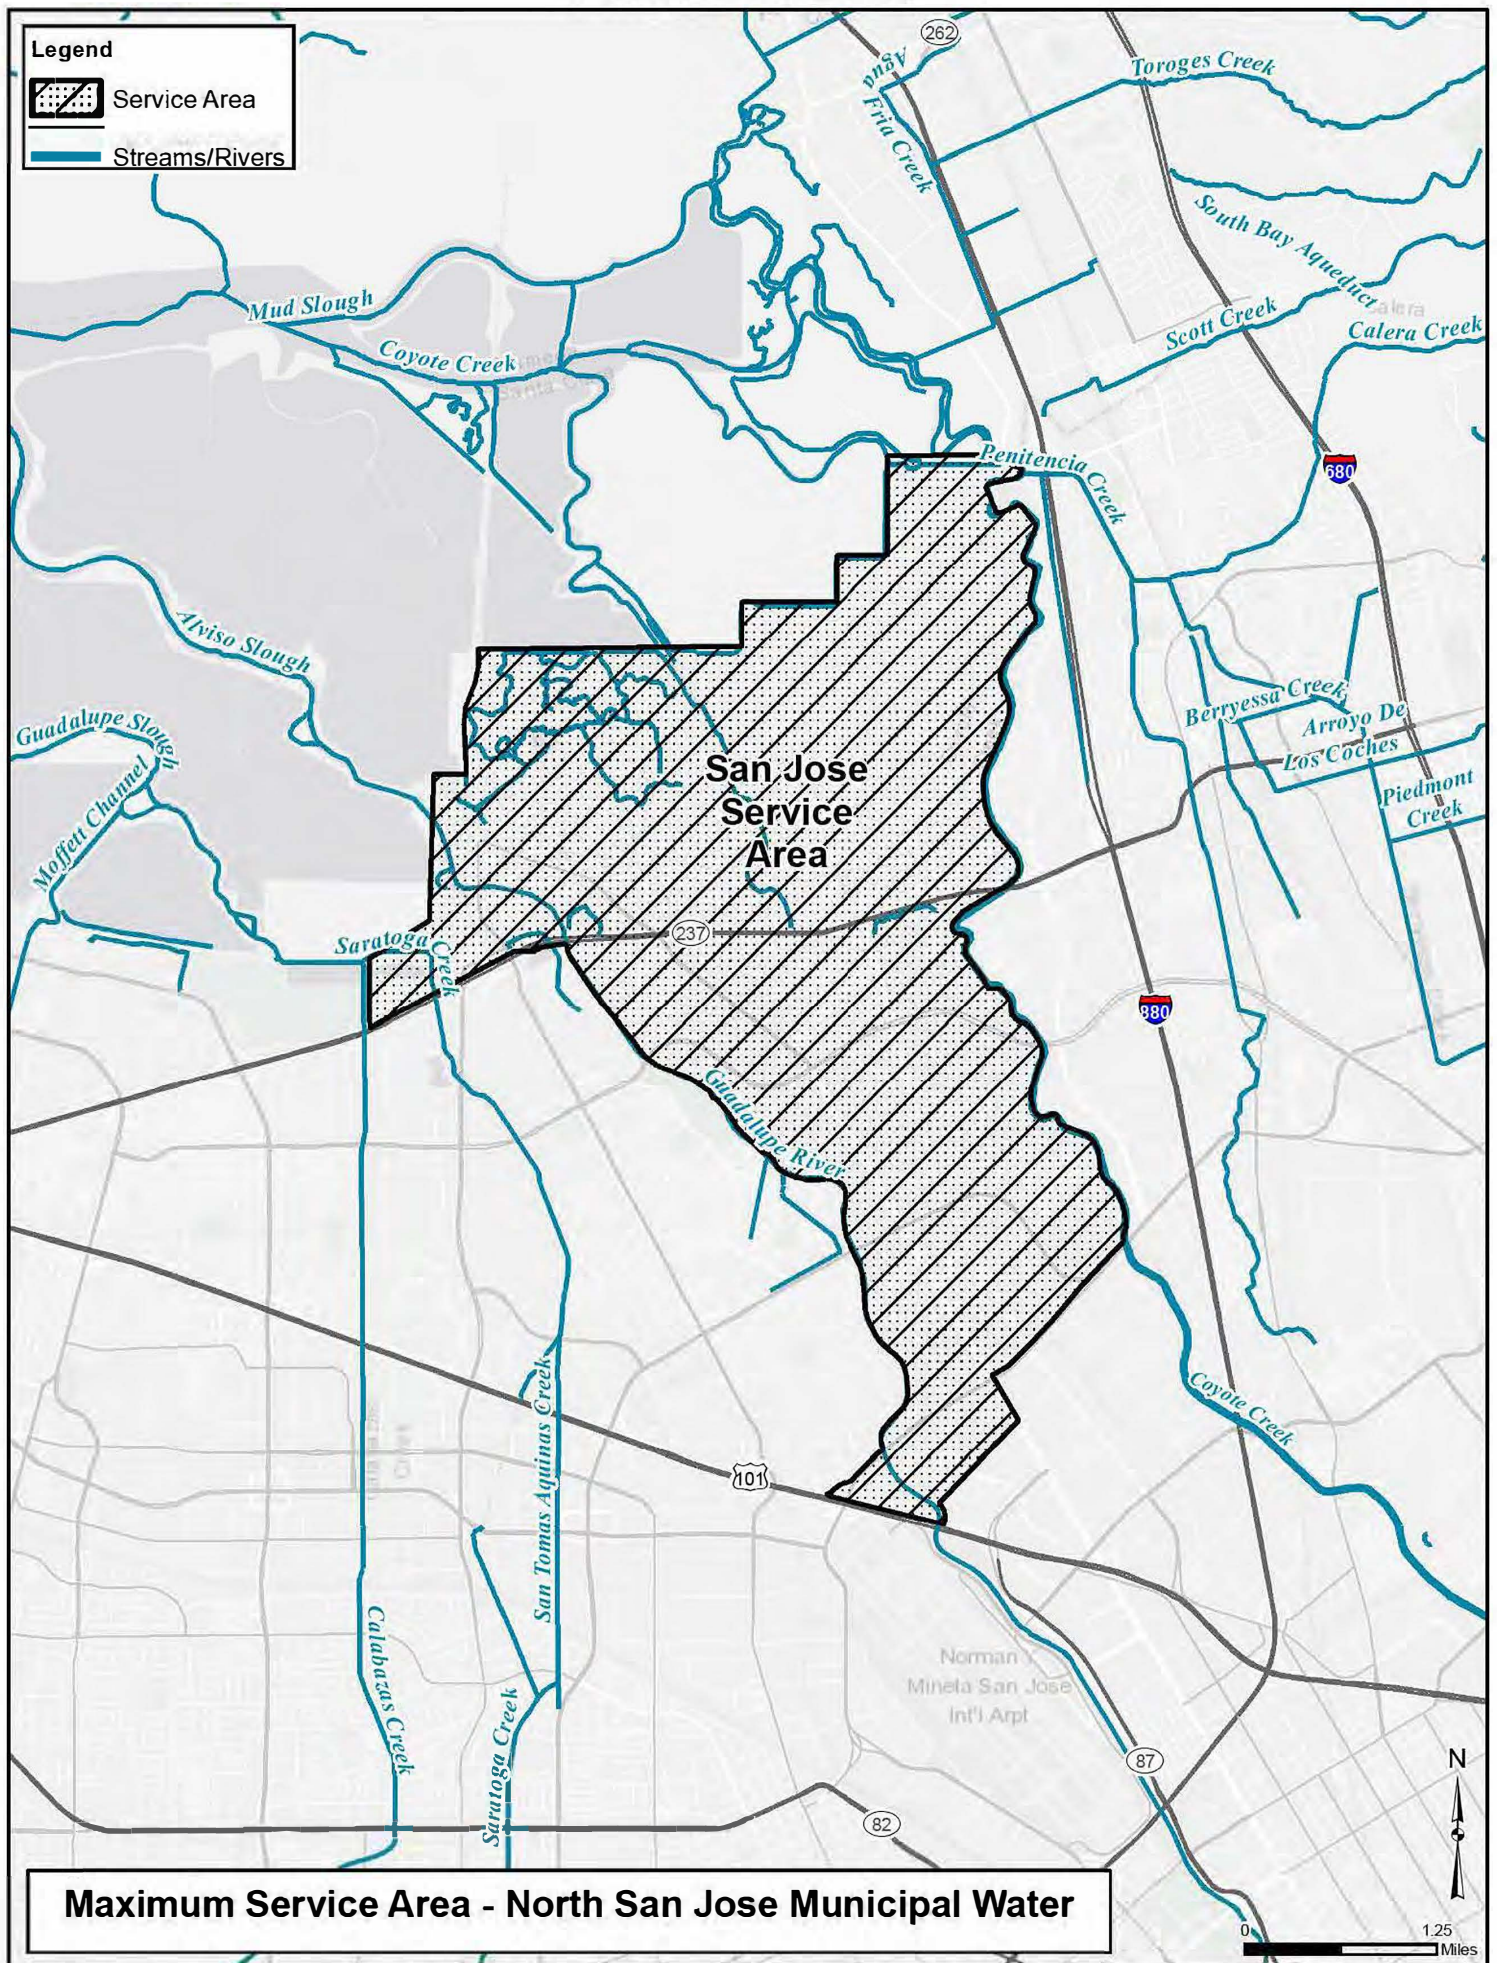 Legend
Service Area
Streams/Rivers
262
Agua
Fria Creek
Toroges Creek
South Bay Aqueduct
Mud Slough
Coyote Creek
Scott Creek
Calera
Calera Creek
Santa Clara
Penitencia Creek
680
Alviso Slough
Guadalupe Slough
Moffett Channel
Berryessa Creek
Arroyo De
Los Coches
Piedmont
Creek
San Jose
Service
Area
237
Saratoga Creek
880
Guadalupe River
Coyote Creek
San Tomas Aquinas Creek
101
Calabazas Creek
Saratoga Creek
Norman Y
Mineta San Jose
Int'l Arpt
87
82
N
Maximum Service Area - North San Jose Municipal Water
0 1.25
Miles